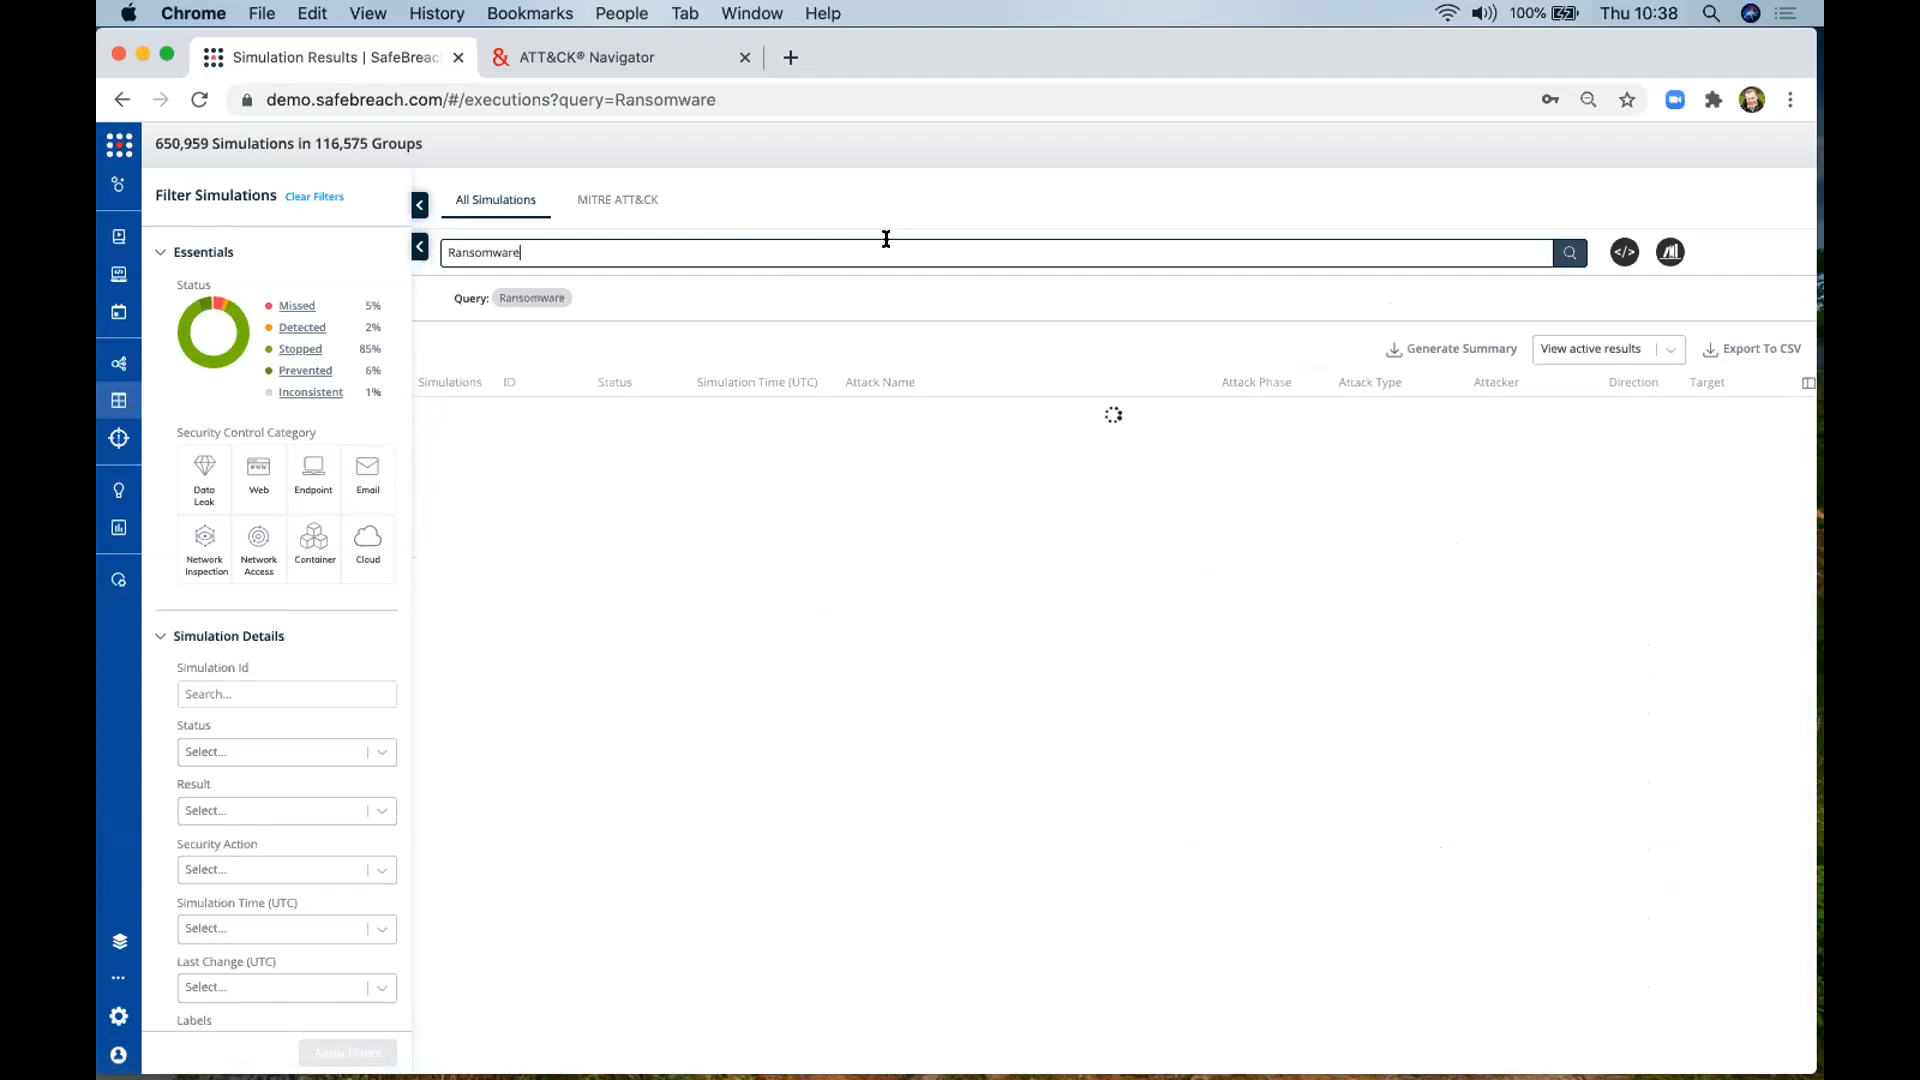 Chrome File Edit View History Bookmarks People Tab Window Help 100% Thu 10:38
Simulation Results | SafeBreac ATT&CK® Navigator
demo.safebreach.com/#/executions?query=Ransomware
650,959 Simulations in 116,575 Groups
Filter Simulations Clear Filters
All Simulations MITRE ATT&CK
Essentials
Ransomware
Status
Query: Ransomware
Missed 5%
Detected 2%
Stopped 85%
Prevented 6%
Inconsistent 1%
Generate Summary View active results Export To CSV
Simulations ID Status Simulation Time (UTC) Attack Name Attack Phase Attack Type Attacker Direction Target
Security Control Category
Data Leak Web Endpoint Email
Network Inspection Network Access Container Cloud
Simulation Details
Simulation Id
Search...
Status
Select...
Result
Select...
Security Action
Select...
Simulation Time (UTC)
Select...
Last Change (UTC)
Select...
Labels
Apply Filters